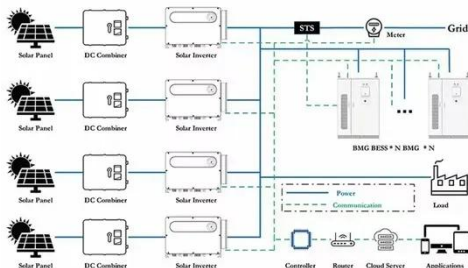 STS
Meter
Grid
Solar Panel
DC Combiner
Solar Inverter
Solar Panel
DC Combiner
Solar Inverter
BMG BESS * N BMG * N
Solar Panel
DC Combiner
Solar Inverter
Power
Communication
Load
Solar Panel
DC Combiner
Solar Inverter
Controller
Router
Cloud Server
Applications